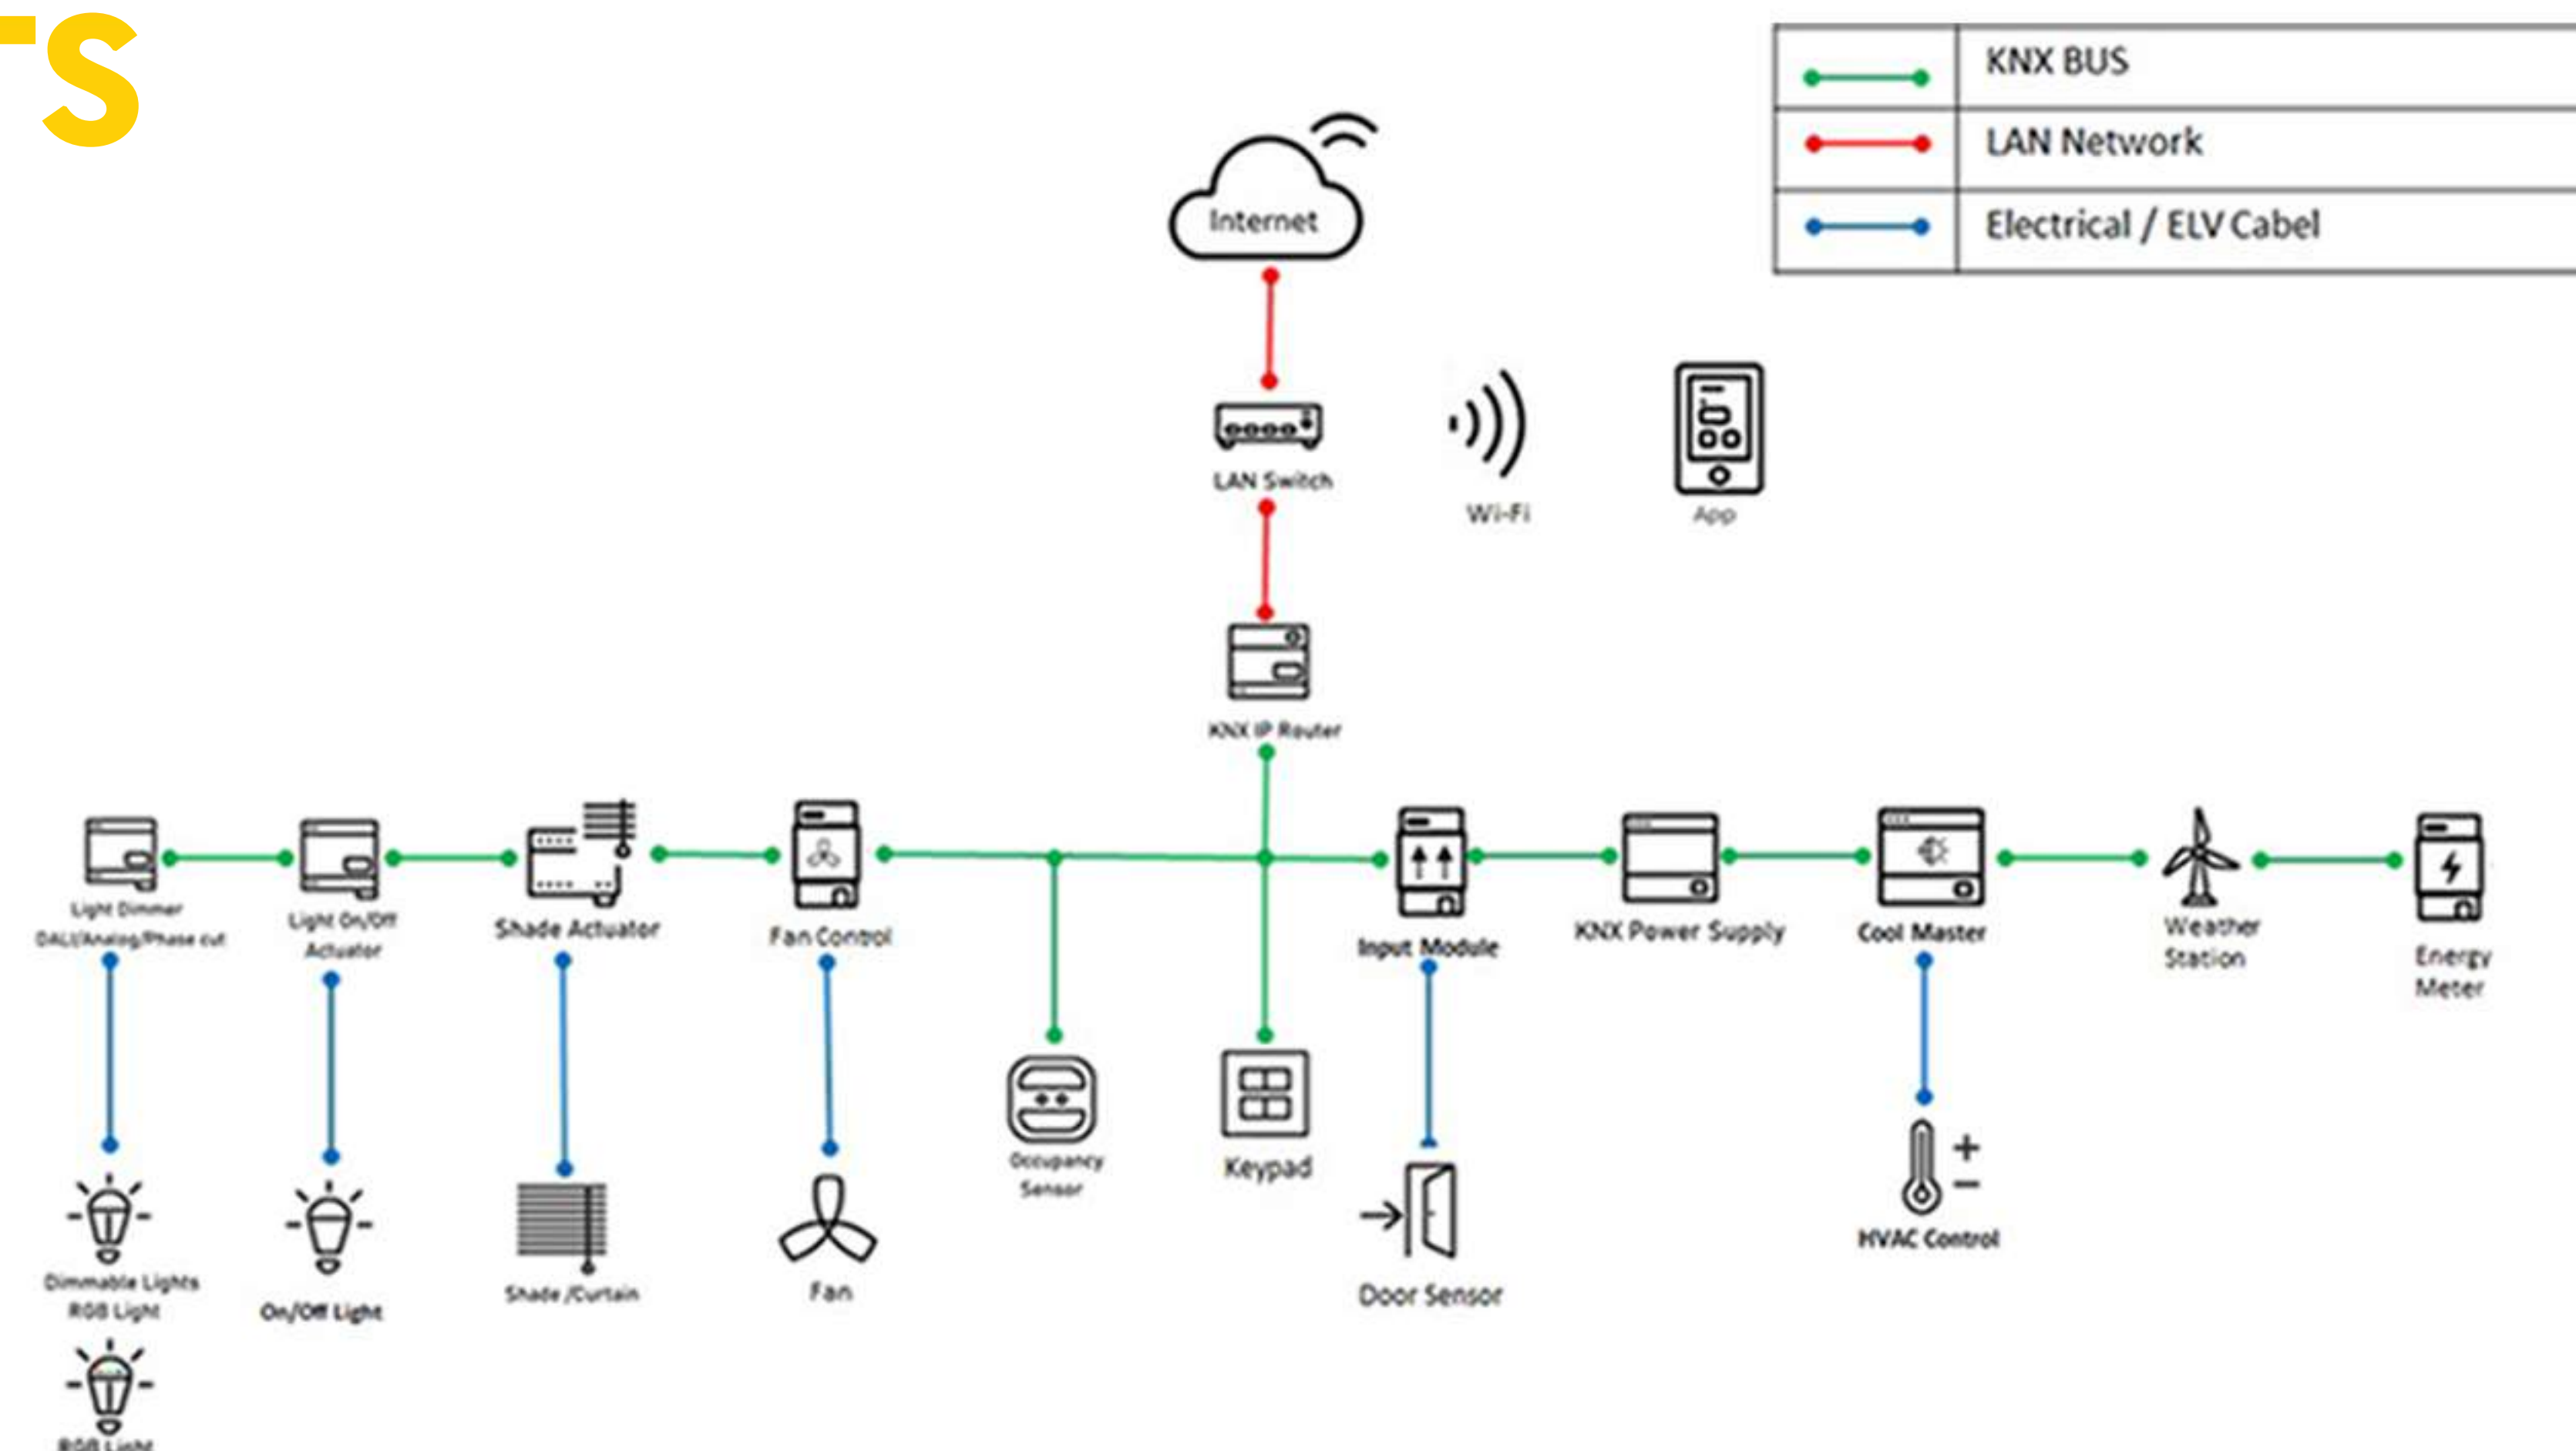 TS
KNX BUS
LAN Network
Electrical / ELV Cabel
Internet
LAN Switch
Wi-Fi
App
KNX IP Router
Light Dimmer
DALI/Analog/Phase cut
Light On/Off
Actuator
Shade Actuator
Fan Control
Input Module
KNX Power Supply
Cool Master
Weather
Station
Energy
Meter
Occupancy
Sensor
Keypad
Dimmable Lights
RGB Light
On/Off Light
Shade /Curtain
Fan
Door Sensor
HVAC Control
RGB Light